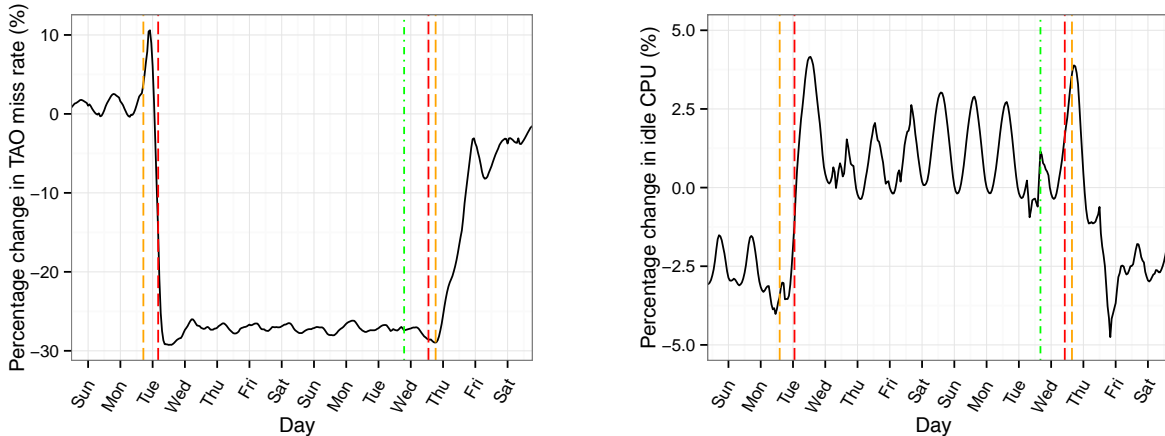 Percentage change in TAO miss rate (%)
10
0
−10
−20
−30
Sun
Mon
Tue
Wed
Thu
Fri
Sat
Sun
Mon
Tue
Wed
Thu
Fri
Sat
Day
Percentage change in idle CPU (%)
5.0
2.5
0.0
−2.5
−5.0
Sun
Mon
Tue
Wed
Thu
Fri
Sat
Sun
Mon
Tue
Wed
Thu
Fri
Sat
Day